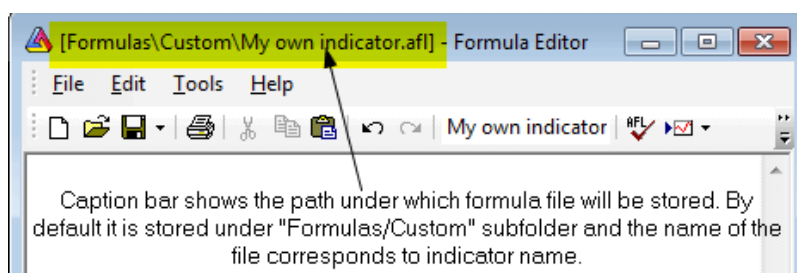 [Formulas\Custom\My own indicator.afl] - Formula Editor
File Edit Tools Help
My own indicator AFL
Caption bar shows the path under which formula file will be stored. By
default it is stored under "Formulas/Custom" subfolder and the name of the
file corresponds to indicator name.